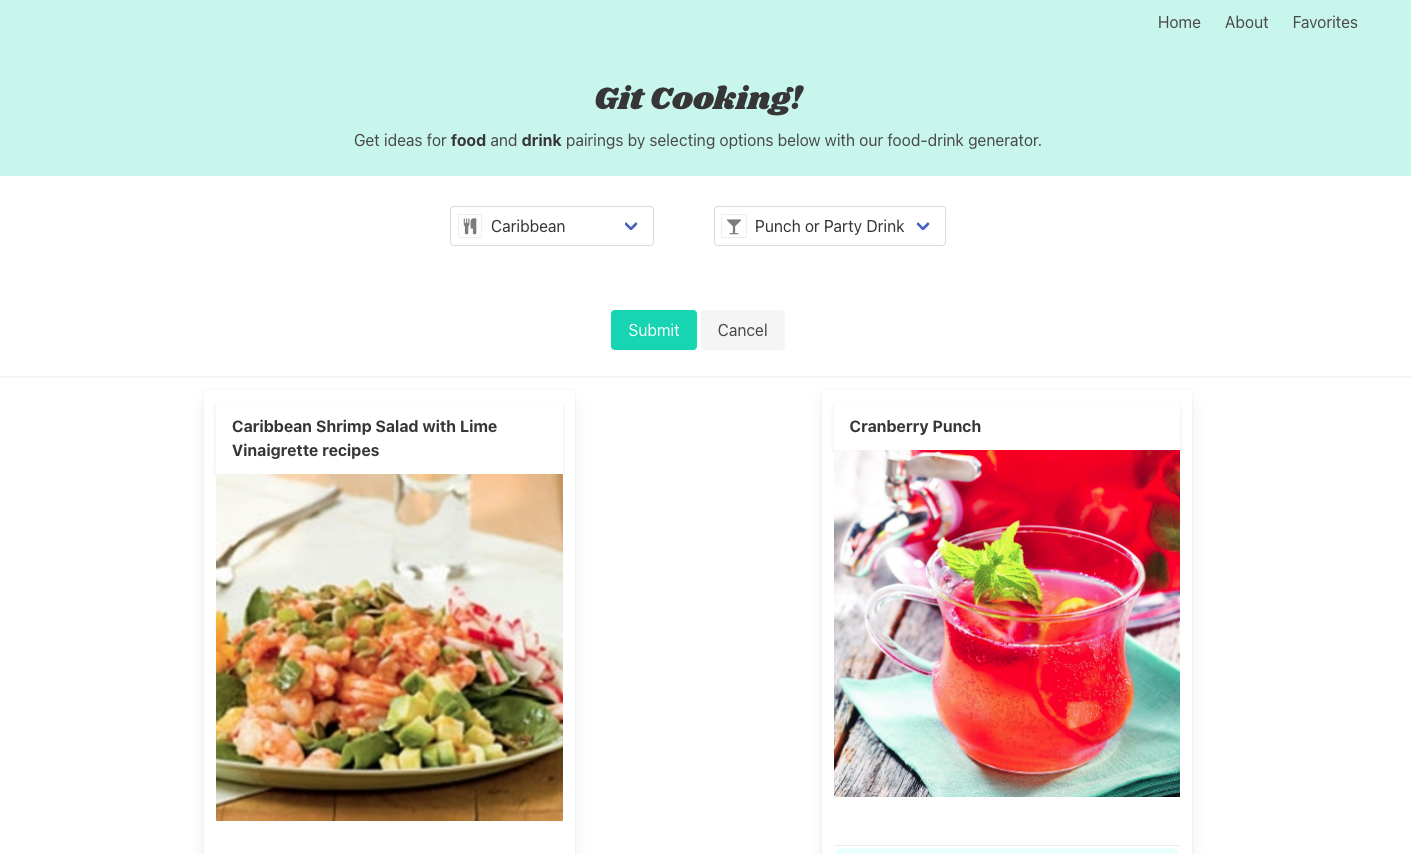 Home About Favorites
Git Cooking!
Get ideas for food and drink pairings by selecting options below with our food-drink generator.
Caribbean Punch or Party Drink
Submit Cancel
Caribbean Shrimp Salad with Lime
Vinaigrette recipes
Cranberry Punch